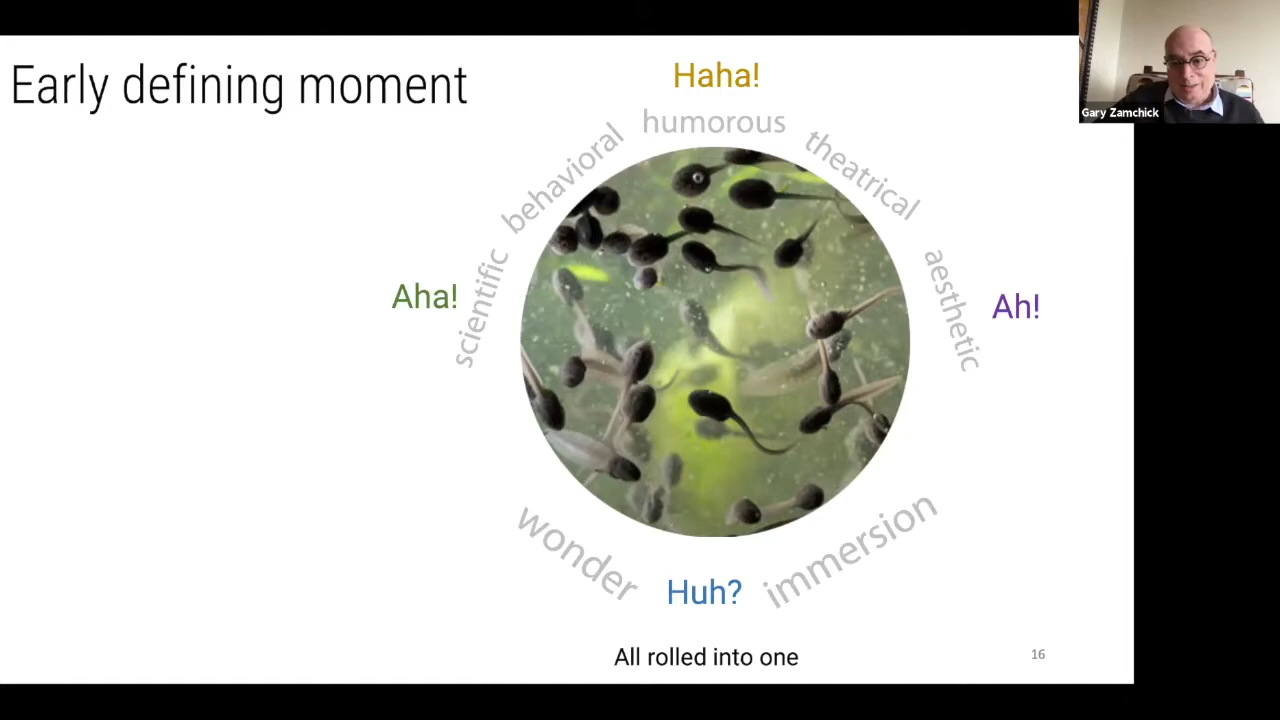 Early defining moment
Haha!
Gary Zamchick
humorous
behavioral
theatrical
scientific
aesthetic
Aha!
Ah!
wonder
immersion
Huh?
All rolled into one
16